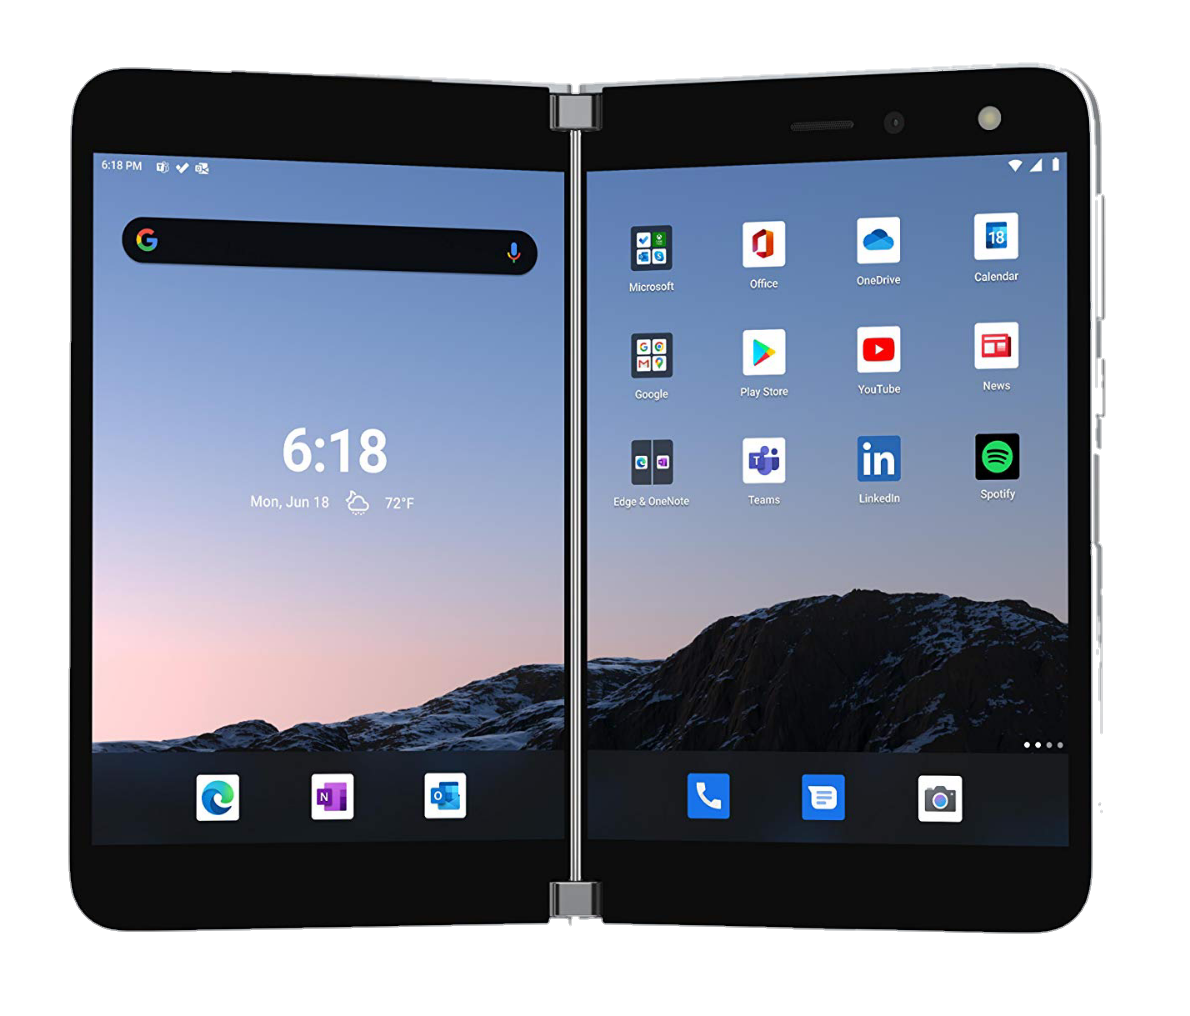 6:18 PM
6:18
Mon, Jun 18
72°F
Microsoft
Office
18
OneDrive
Calendar
Google
Play Store
YouTube
News
Edge & OneNote
Teams
in
LinkedIn
Spotify